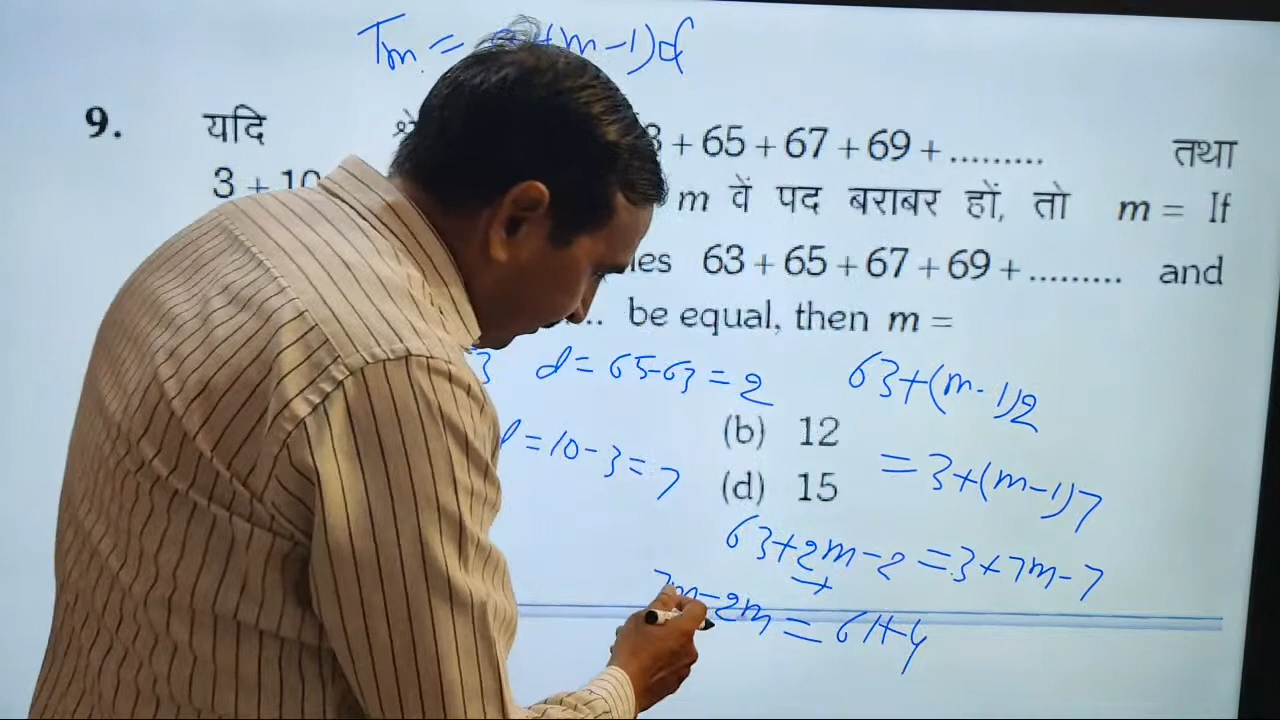 Tm = + (m-1)d
9. यदि + 65 + 67 + 69 + ......... तथा
3 + 10 m वें पद बराबर हों, तो m = If
63 + 65 + 67 + 69 + ......... and
be equal, then m =
d = 65-63 = 2 63+(m-1)2
(b) 12
= 10-3 = 7 = 3+(m-1)7
(d) 15
63+2m-2 = 3+7m-7
7m-2m = 61+4